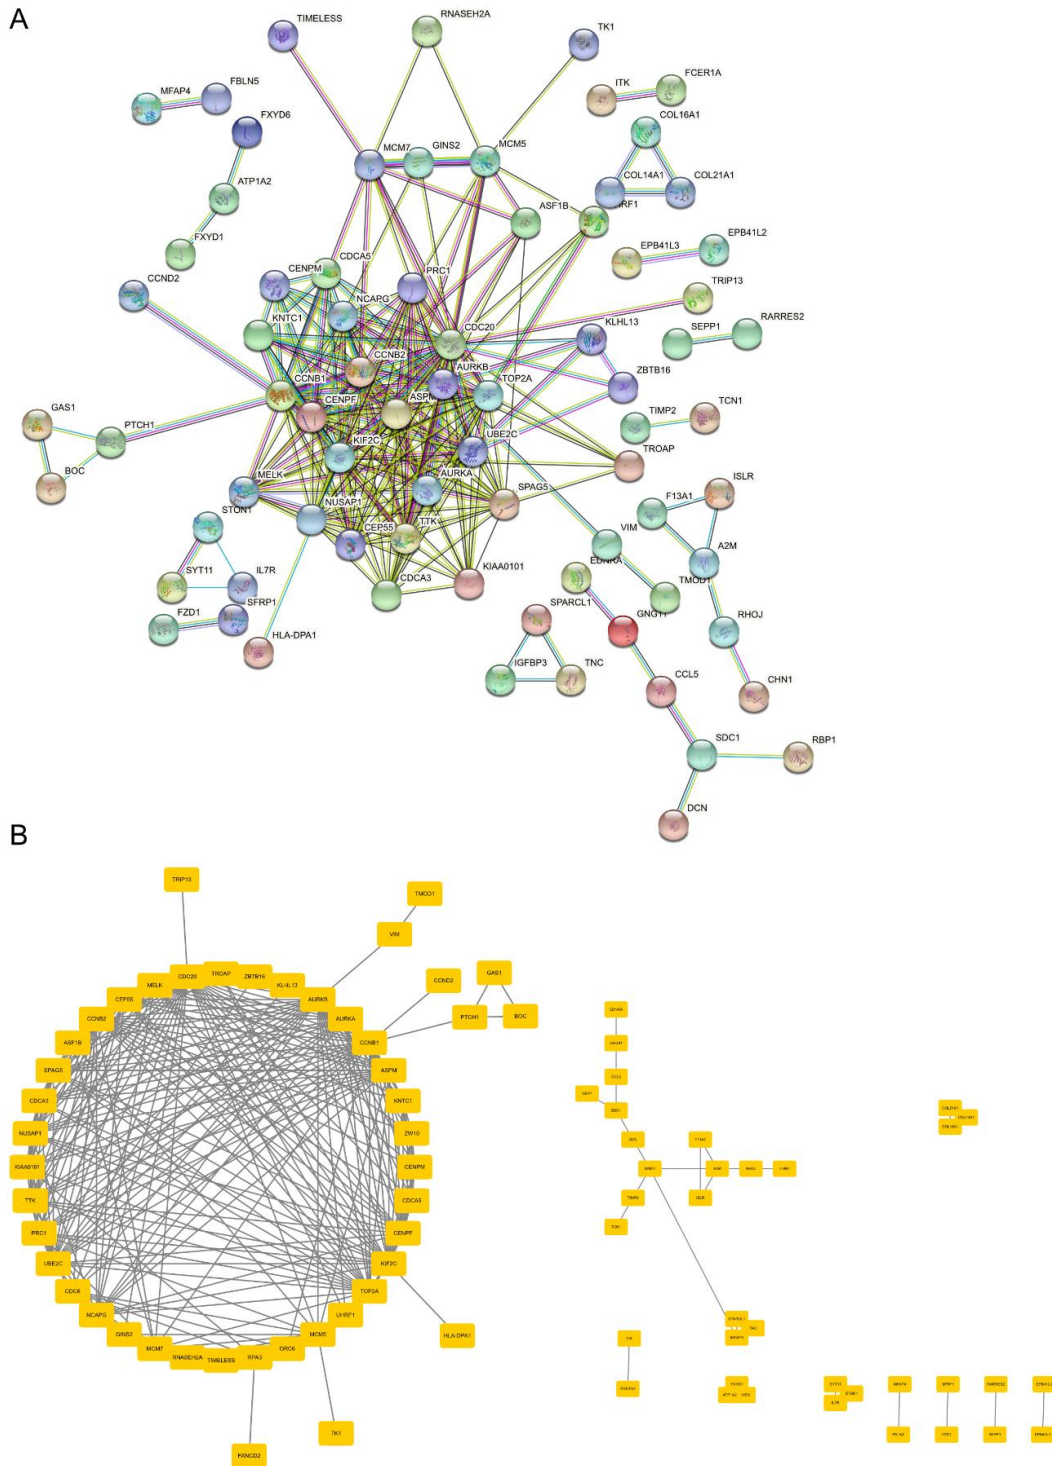 A
TIMELESS
RNASEH2A
TK1
MFAP4
FBLN5
ITK
FCER1A
FXYD6
COL16A1
MCM7
GINS2
MCM5
ATP1A2
COL14A1
COL21A1
ASF1B
FXYD1
EPB41L3
EPB41L2
CENPM
CDCA5
PRC1
CCND2
NCAPG
TRIP13
KNTC1
CDC20
KLHL13
SEPP1
RARRES2
CCNB2
CCNB1
AURKB
TOP2A
ZBTB16
CENPF
ASPM
GAS1
PTCH1
TIMP2
TCN1
KIF2C
UBE2C
BOC
TROAP
MELK
AURKA
SPAG5
ISLR
NUSAP1
F13A1
STON1
CEP55
TTK
VIM
A2M
SYT11
IL7R
CDCA3
KIAA0101
EDNRA
TMOD1
SFRP1
SPARCL1
GNG11
RHOJ
FZD1
HLA-DPA1
IGFBP3
TNC
CCL5
CHN1
SDC1
RBP1
DCN
B
TRIP13
TMOD1
VIM
GAS1
CCND2
PTCH1
BOC
CDC20
TROAP
ZBTB16
MELK
KLHL13
CEP55
AURKB
CCNB2
AURKA
ASF1B
CCNB1
SPAG5
ASPM
CDCA3
KNTC1
NUSAP1
ZW10
KIAA0101
CENPM
TTK
CDCA5
PRC1
CENPF
UBE2C
KIF2C
CDC6
TOP2A
NCAPG
UHRF1
GINS2
MCM5
MCM7
ORC6
RNASEH2A
TIMELESS
RPA3
HLA-DPA1
TK1
FANCD2